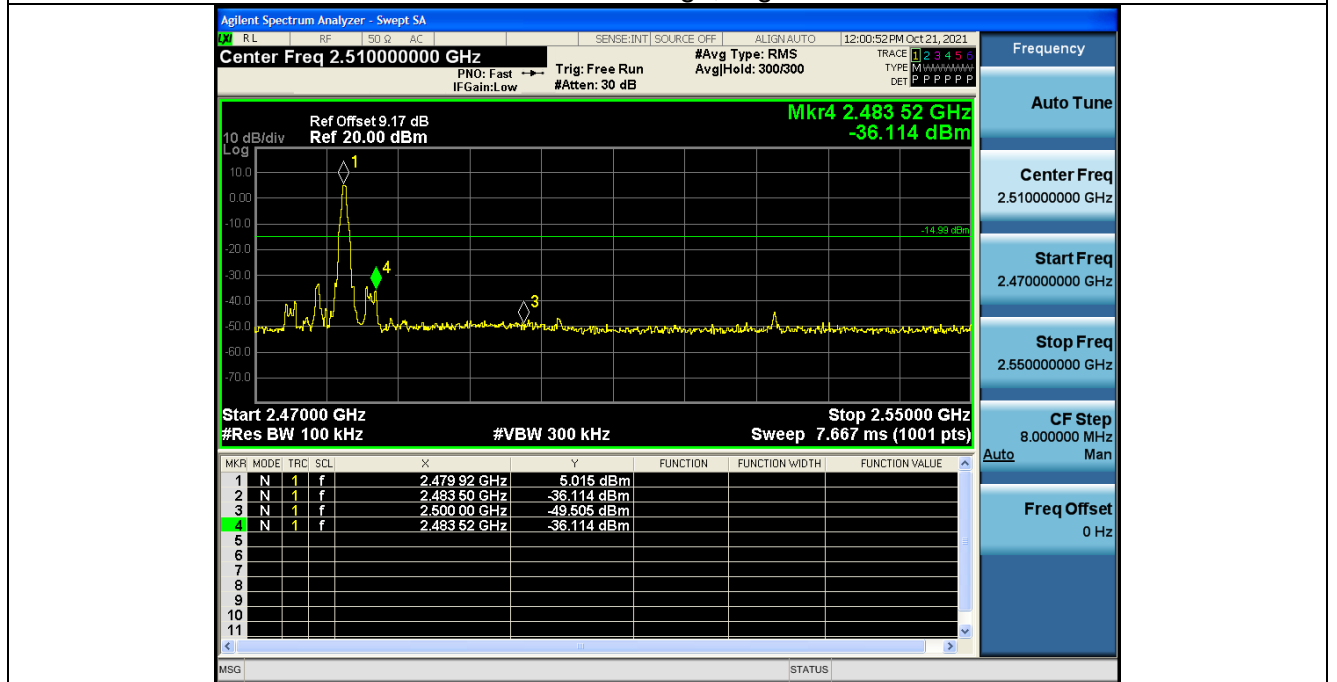 Agilent Spectrum Analyzer - Swept SA
LXI RL RF 50 Ω AC SENSE:INT SOURCE OFF ALIGN AUTO 12:00:52 PM Oct 21, 2021
Center Freq 2.510000000 GHz
PNO: Fast
IFGain:Low
Trig: Free Run
#Atten: 30 dB
#Avg Type: RMS
Avg|Hold: 300/300
TRACE 1 2 3 4 5 6
TYPE M WWWWW
DET P P P P P P
Ref Offset 9.17 dB
10 dB/div Ref 20.00 dBm
Log
Mkr4 2.483 52 GHz
-36.114 dBm
10.0
0.00
-10.0
-20.0
-30.0
-40.0
-50.0
-60.0
-70.0
1
4
3
-14.99 dBm
Start 2.47000 GHz Stop 2.55000 GHz
#Res BW 100 kHz #VBW 300 kHz Sweep 7.667 ms (1001 pts)
MKR MODE TRC SCL X Y FUNCTION FUNCTION WIDTH FUNCTION VALUE
1 N 1 f 2.479 92 GHz 5.015 dBm
2 N 1 f 2.483 50 GHz -36.114 dBm
3 N 1 f 2.500 00 GHz -49.505 dBm
4 N 1 f 2.483 52 GHz -36.114 dBm
5
6
7
8
9
10
11
MSG STATUS
Frequency
Auto Tune
Center Freq
2.510000000 GHz
Start Freq
2.470000000 GHz
Stop Freq
2.550000000 GHz
CF Step
8.000000 MHz
Auto Man
Freq Offset
0 Hz